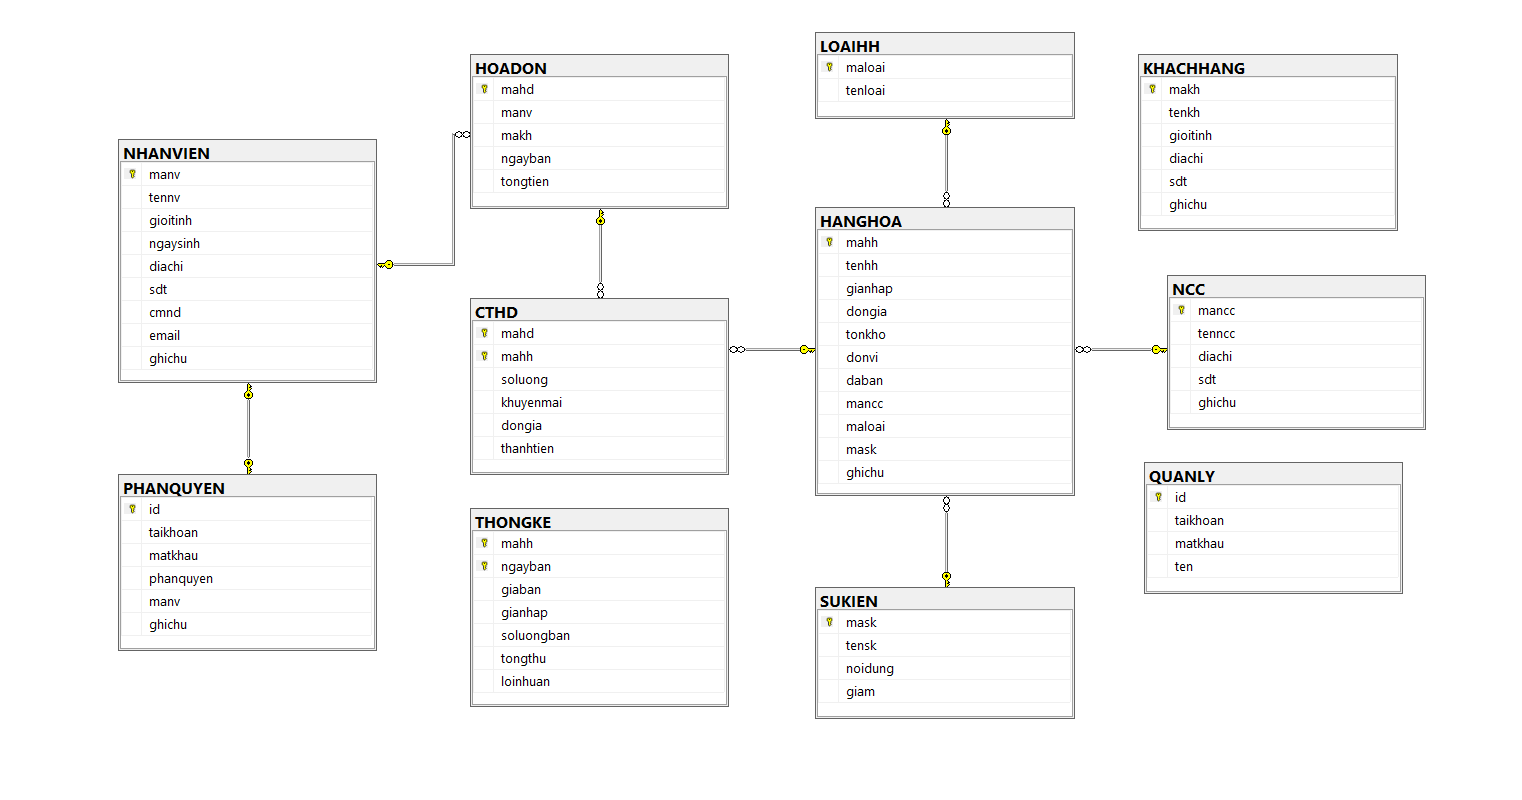 NHANVIEN
manv
tennv
gioitinh
ngaysinh
diachi
sdt
cmnd
email
ghichu
PHANQUYEN
id
taikhoan
matkhau
phanquyen
manv
ghichu
HOADON
mahd
manv
makh
ngayban
tongtien
CTHD
mahd
mahh
soluong
khuyenmai
dongia
thanhtien
THONGKE
mahh
ngayban
giaban
gianhap
soluongban
tongthu
loinhuan
LOAIHH
maloai
tenloai
HANGHOA
mahh
tenhh
gianhap
dongia
tonkho
donvi
daban
mancc
maloai
mask
ghichu
SUKIEN
mask
tensk
noidung
giam
KHACHHANG
makh
tenkh
gioitinh
diachi
sdt
ghichu
NCC
mancc
tenncc
diachi
sdt
ghichu
QUANLY
id
taikhoan
matkhau
ten